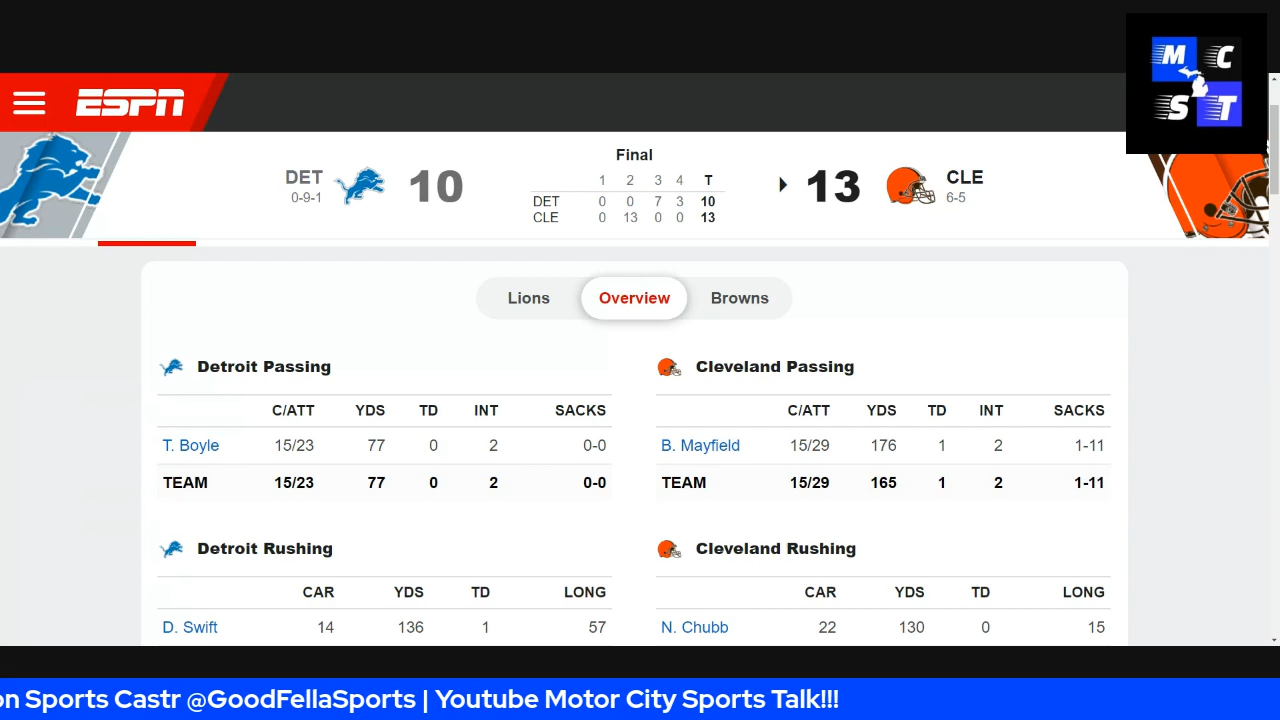 M C
S T
ESPN
Final
DET 10 1 2 3 4 T 13 CLE
0-9-1 DET 0 0 7 3 10 6-5
CLE 0 13 0 0 13
Lions Overview Browns
Detroit Passing
C/ATT YDS TD INT SACKS
T. Boyle 15/23 77 0 2 0-0
TEAM 15/23 77 0 2 0-0
Cleveland Passing
C/ATT YDS TD INT SACKS
B. Mayfield 15/29 176 1 2 1-11
TEAM 15/29 165 1 2 1-11
Detroit Rushing
CAR YDS TD LONG
D. Swift 14 136 1 57
Cleveland Rushing
CAR YDS TD LONG
N. Chubb 22 130 0 15
on Sports Castr @GoodFellaSports | Youtube Motor City Sports Talk!!!